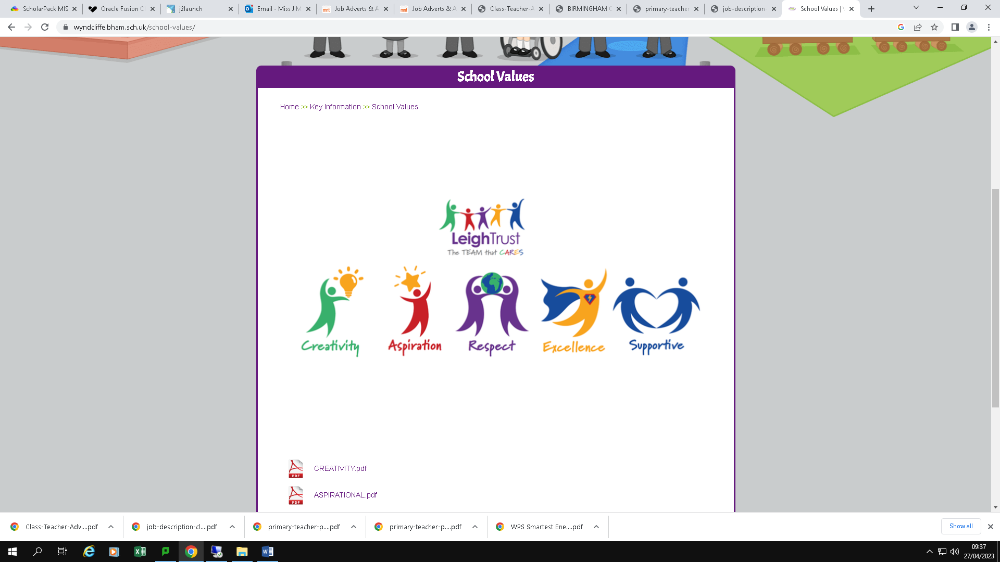 ScholarPack MIS
Oracle Fusion Cl
j2launch
Email - Miss J M
Job Adverts & A
Job Adverts & A
Class-Teacher-A
BIRMINGHAM C
primary-teacher
job-description-
School Values |
wyndcliffe.bham.sch.uk/school-values/
School Values
Home >> Key Information >> School Values
LeighTrust
The TEAM that CARES
Creativity
Aspiration
Respect
Excellence
Supportive
PDF
CREATIVITY.pdf
PDF
ASPIRATIONAL.pdf
Class-Teacher-Adv....pdf
job-description-cl....pdf
primary-teacher-p....pdf
primary-teacher-p....pdf
WPS Smartest Ene....pdf
Show all
09:37
27/04/2023